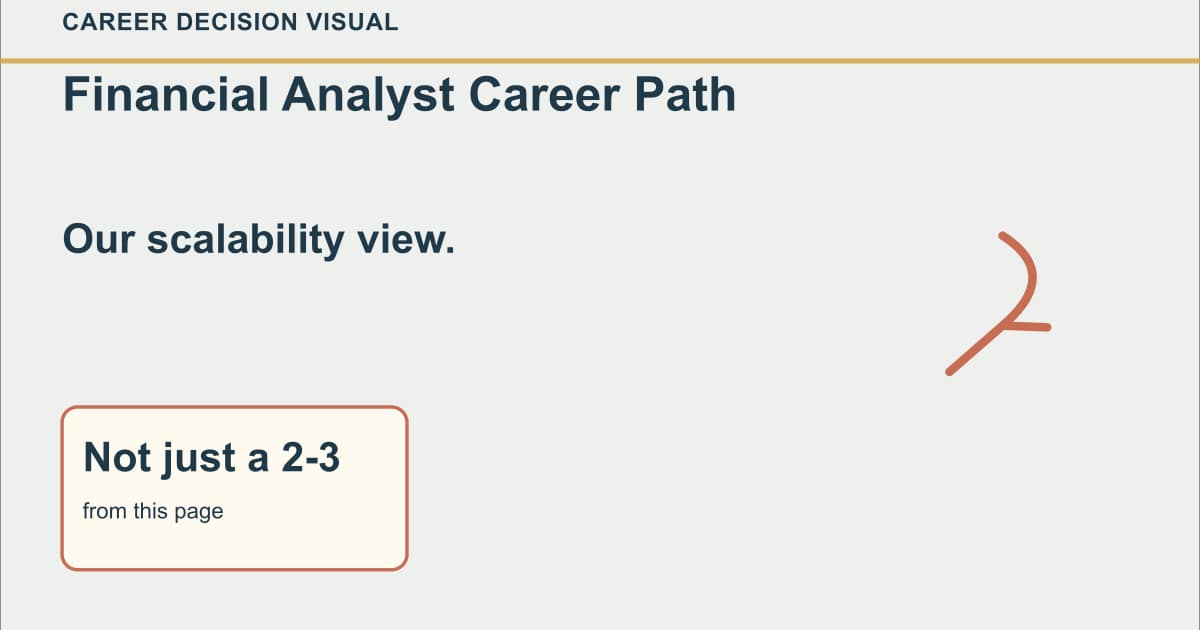 CAREER DECISION VISUAL
Financial Analyst Career Path
Our scalability view.
Not just a 2-3
from this page